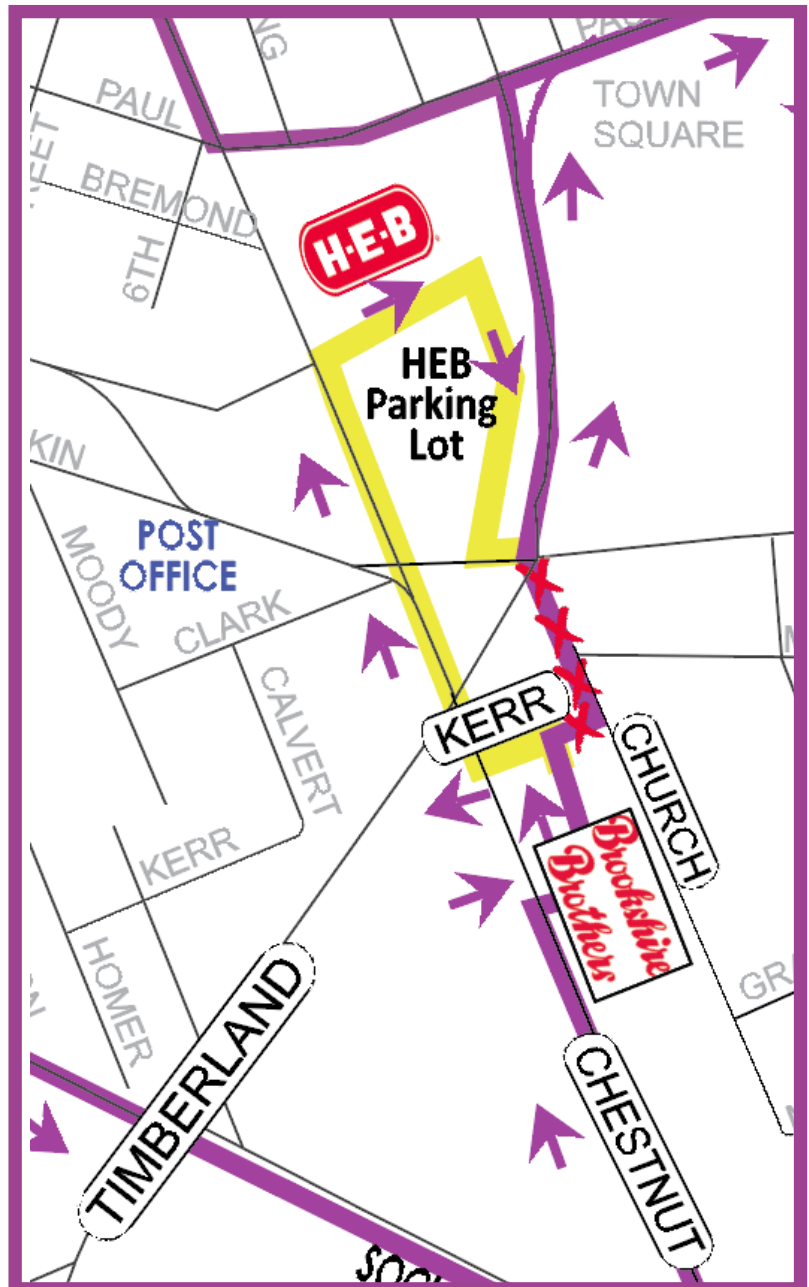 PAUL
TOWN
SQUARE
BREMOND
6TH
H-E-B
HEB
Parking
Lot
POST
OFFICE
MOODY
CLARK
CALVERT
KERR
CHURCH
KERR
Brookshire
Brothers
HOMER
TIMBERLAND
CHESTNUT